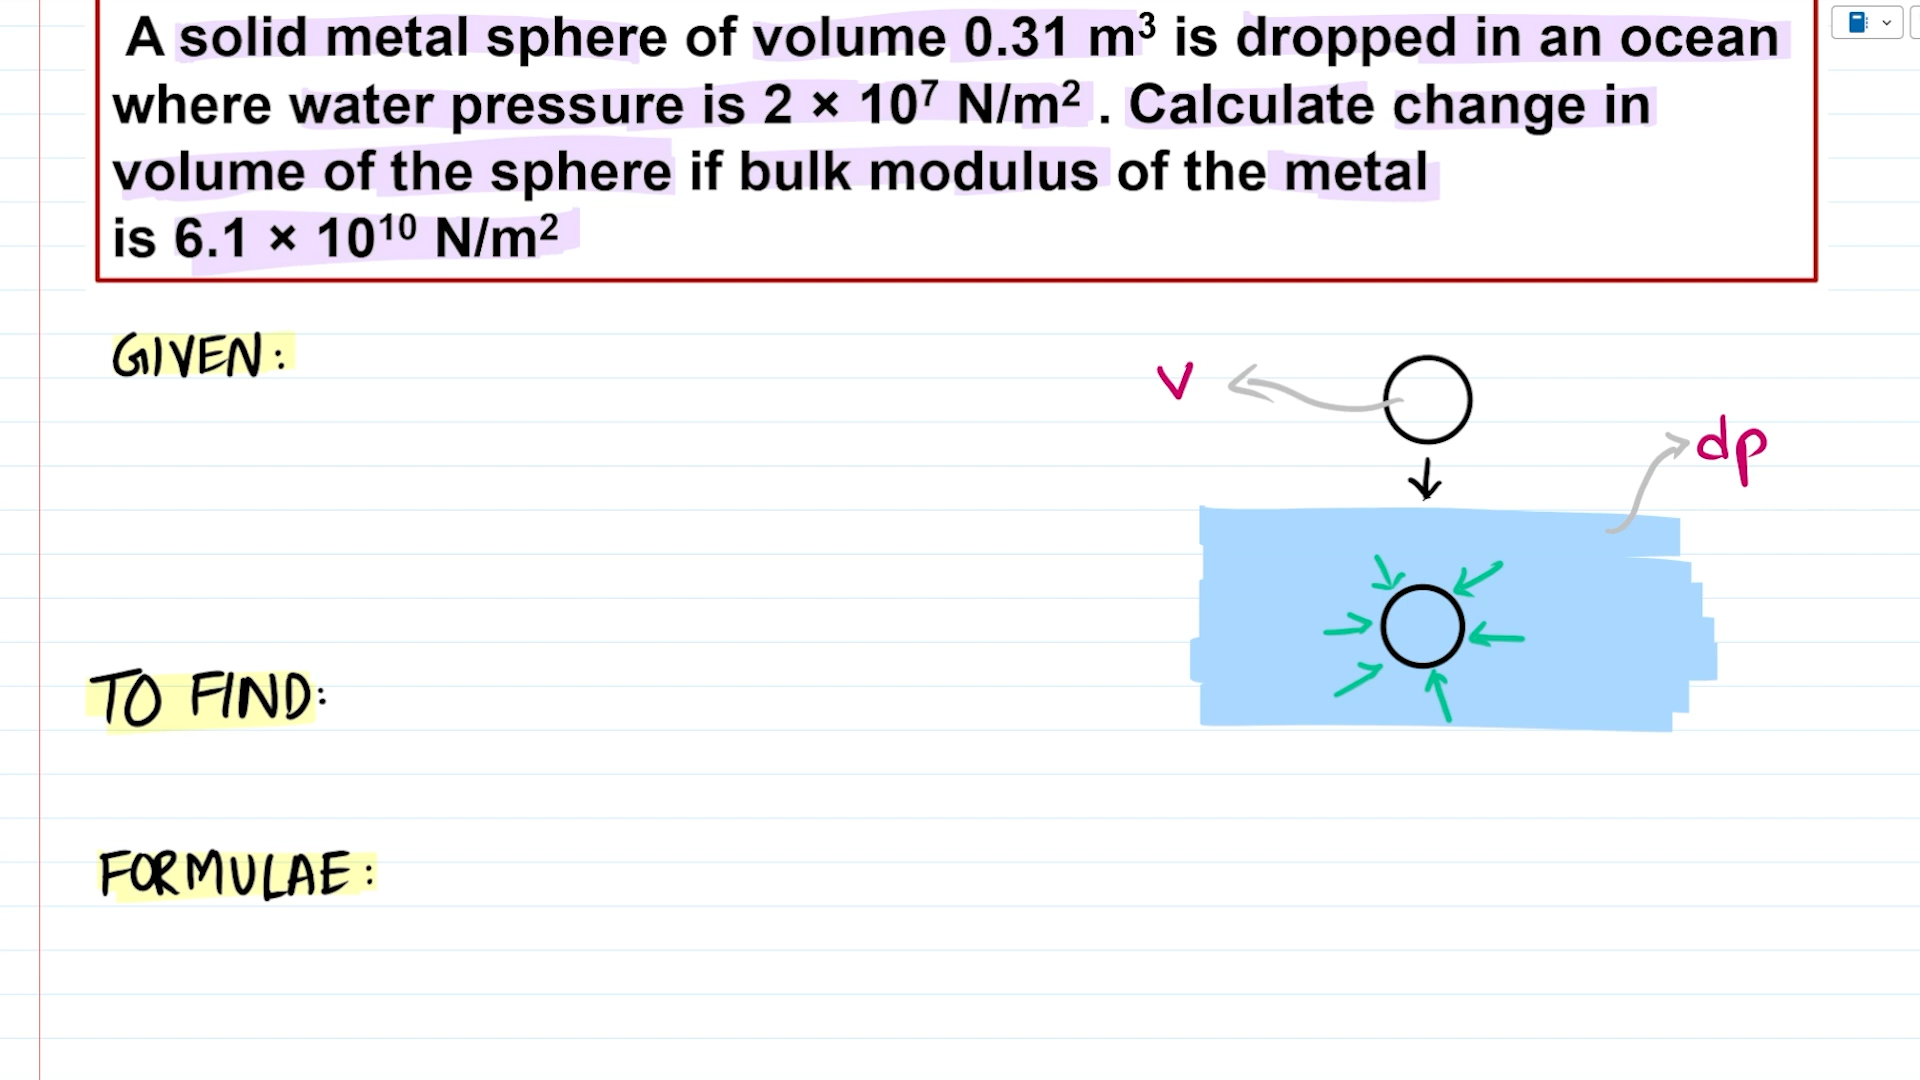 A solid metal sphere of volume 0.31 m³ is dropped in an ocean
where water pressure is 2 × 10⁷ N/m² . Calculate change in
volume of the sphere if bulk modulus of the metal
is 6.1 × 10¹⁰ N/m²
GIVEN:
V
dp
TO FIND:
FORMULAE: